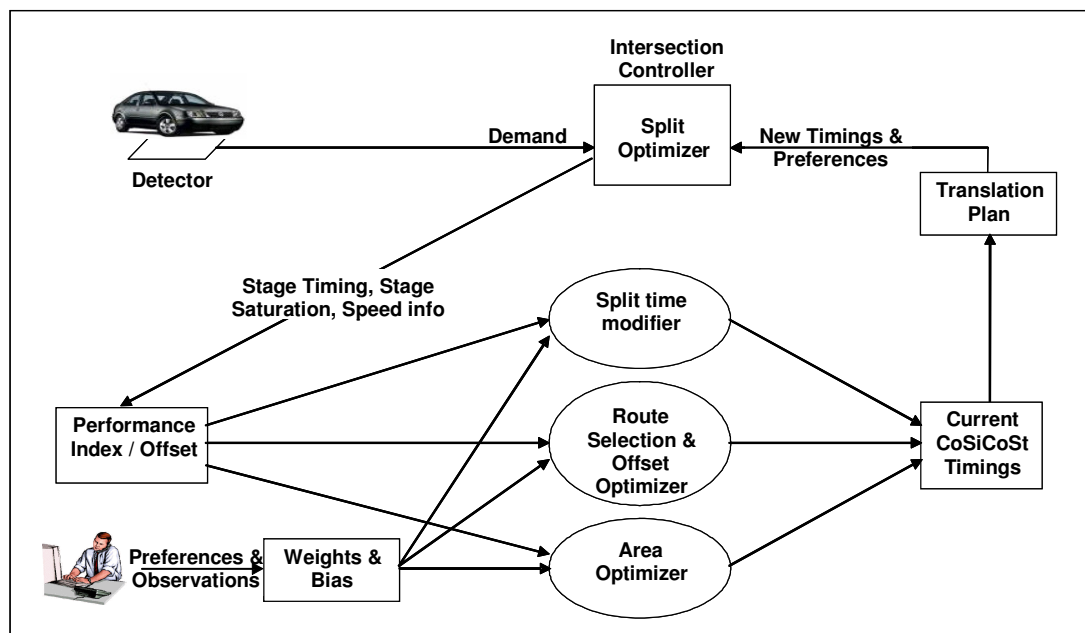 Intersection
Controller
Split
Optimizer
Demand
New Timings &
Preferences
Detector
Translation
Plan
Stage Timing, Stage
Saturation, Speed info
Split time
modifier
Performance
Index / Offset
Route
Selection &
Offset
Optimizer
Current
CoSiCoSt
Timings
Preferences &
Observations
Weights &
Bias
Area
Optimizer